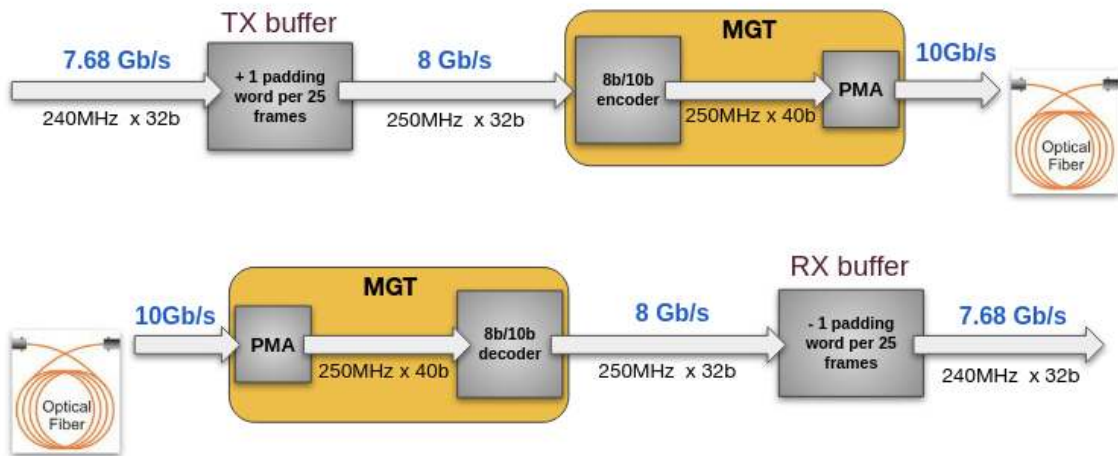 TX buffer
7.68 Gb/s
240MHz x 32b
+ 1 padding
word per 25
frames
8 Gb/s
250MHz x 32b
MGT
8b/10b
encoder
250MHz x 40b
PMA
10Gb/s
Optical
Fiber
Optical
Fiber
10Gb/s
MGT
PMA
250MHz x 40b
8b/10b
decoder
8 Gb/s
250MHz x 32b
RX buffer
- 1 padding
word per 25
frames
7.68 Gb/s
240MHz x 32b